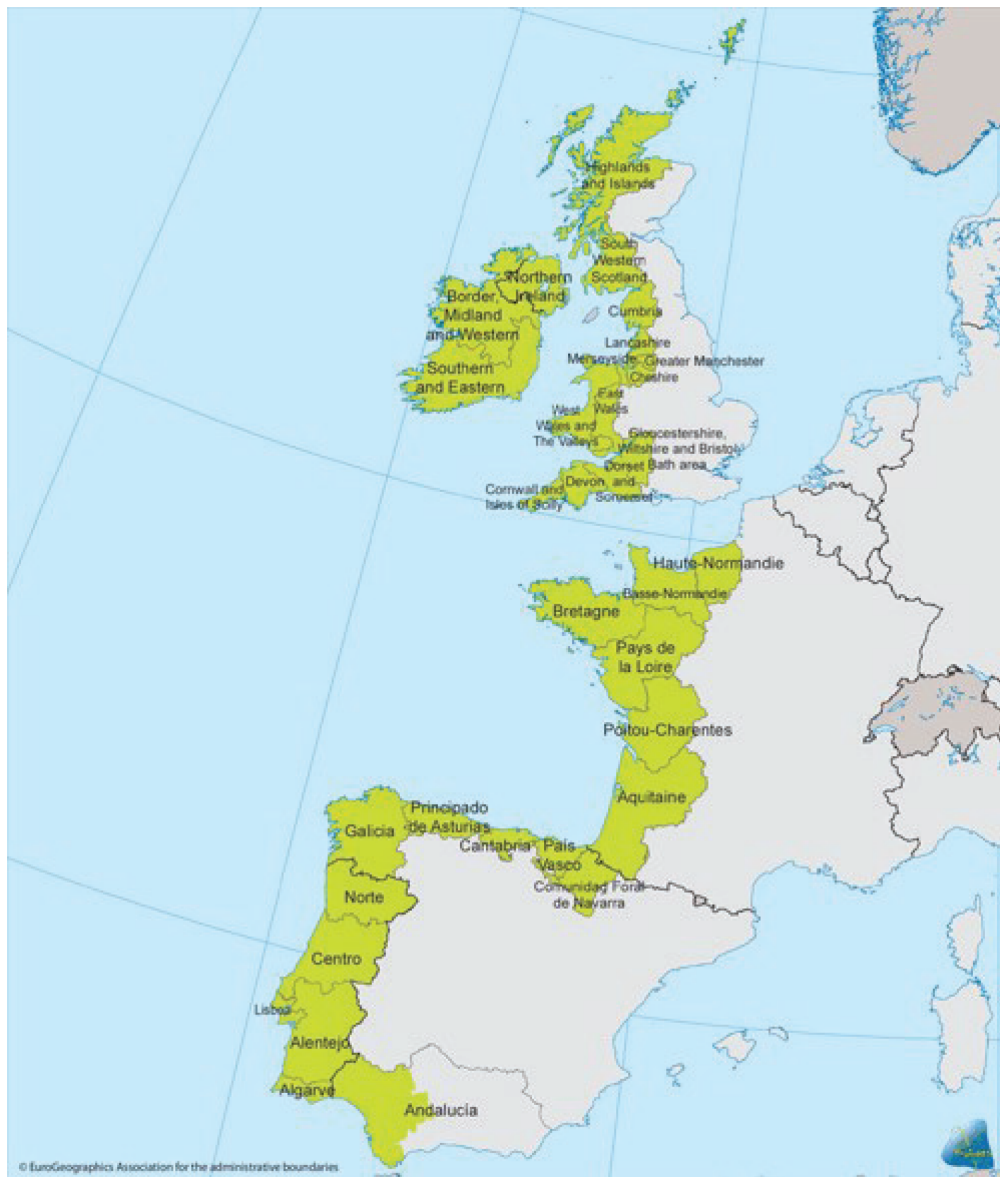 Highlands
and Islands
South
Western
Scotland
Northern
Ireland
Border,
Midland
and Western
Cumbria
Lancashire
Merseyside
Greater Manchester
Cheshire
Southern
and Eastern
East
Wales
West
Wales and
The Valleys
Gloucestershire,
Wiltshire and Bristol/
Bath area
Dorset
and
Somerset
Devon
Cornwall and
Isles of Scilly
Haute-Normandie
Basse-Normandie
Bretagne
Pays de
la Loire
Poitou-Charentes
Aquitaine
Principado
de Asturias
Galicia
Cantabria
País
Vasco
Comunidad Foral
de Navarra
Norte
Centro
Lisboa
Alentejo
Algarve
Andalucía
© EuroGeographics Association for the administrative boundaries